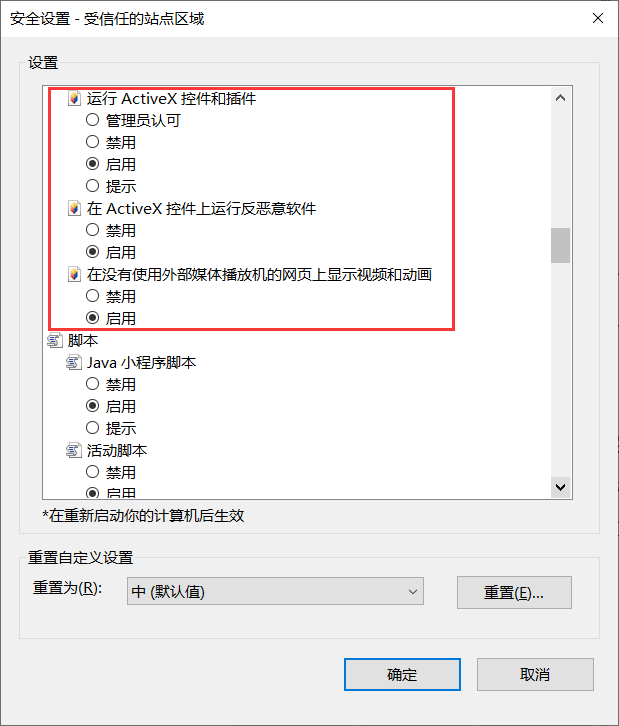 安全设置 - 受信任的站点区域
设置
运行 ActiveX 控件和插件
管理员认可
禁用
启用
提示
在 ActiveX 控件上运行反恶意软件
禁用
启用
在没有使用外部媒体播放机的网页上显示视频和动画
禁用
启用
脚本
Java 小程序脚本
禁用
启用
提示
活动脚本
禁用
启用
*在重新启动你的计算机后生效
重置自定义设置
重置为(R): 中 (默认值) 重置(E)...
确定 取消